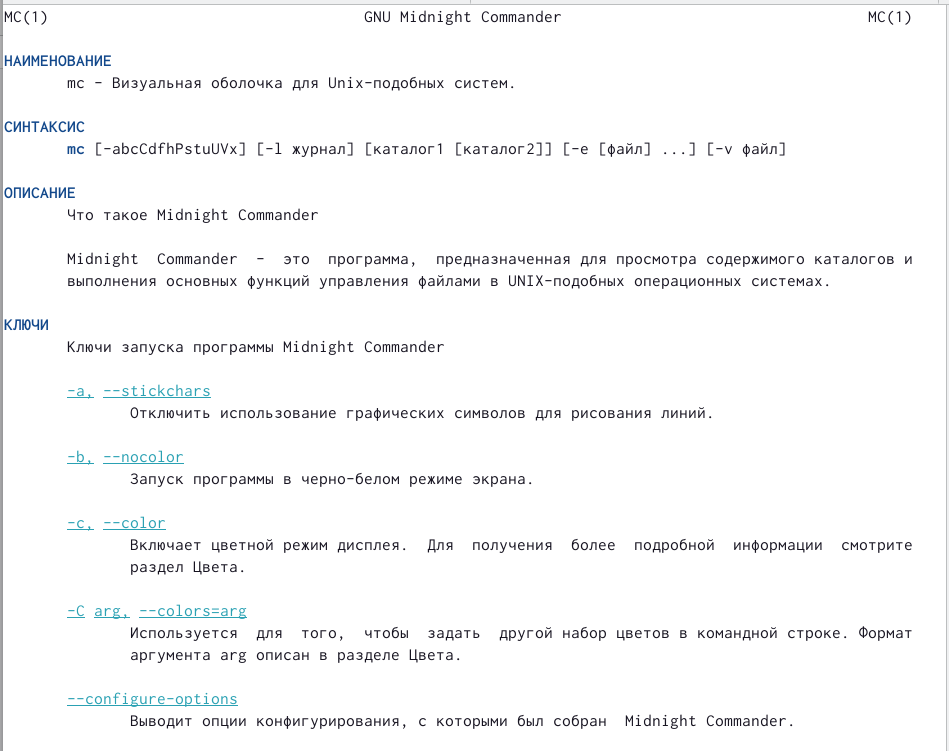 MC(1) GNU Midnight Commander MC(1)
НАИМЕНОВАНИЕ
mc - Визуальная оболочка для Unix-подобных систем.
СИНТАКСИС
mc [-abcCdfhPstuUVx] [-l журнал] [каталог1 [каталог2]] [-e [файл] ...] [-v файл]
ОПИСАНИЕ
Что такое Midnight Commander
Midnight Commander - это программа, предназначенная для просмотра содержимого каталогов и
выполнения основных функций управления файлами в UNIX-подобных операционных системах.
КЛЮЧИ
Ключи запуска программы Midnight Commander
-a, --stickchars
Отключить использование графических символов для рисования линий.
-b, --nocolor
Запуск программы в черно-белом режиме экрана.
-c, --color
Включает цветной режим дисплея. Для получения более подробной информации смотрите
раздел Цвета.
-C arg, --colors=arg
Используется для того, чтобы задать другой набор цветов в командной строке. Формат
аргумента arg описан в разделе Цвета.
--configure-options
Выводит опции конфигурирования, с которыми был собран Midnight Commander.